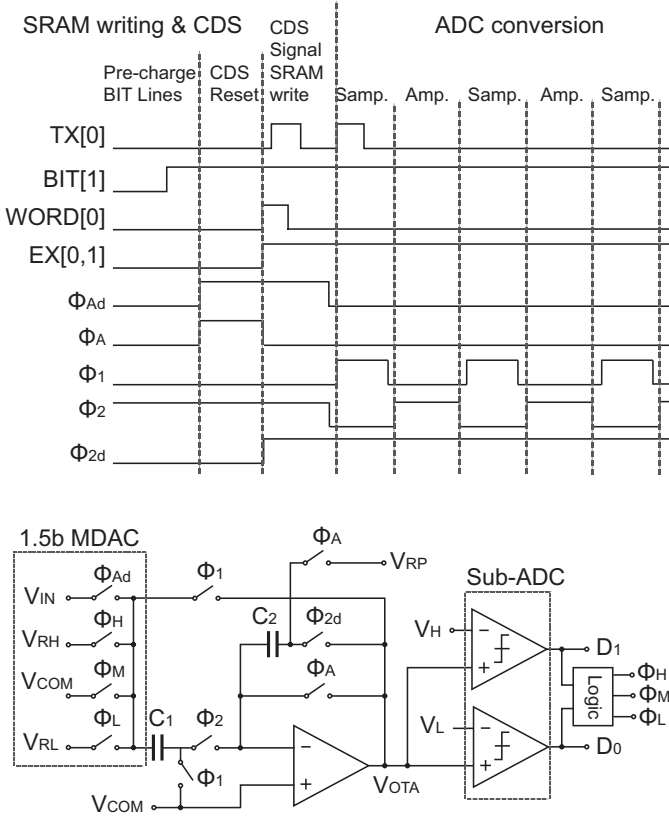 SRAM writing & CDS
CDS Signal SRAM write
ADC conversion
Pre-charge BIT Lines
CDS Reset
Samp. Amp. Samp. Amp. Samp.
TX[0]
BIT[1]
WORD[0]
EX[0,1]
ΦAd
ΦA
Φ1
Φ2
Φ2d
1.5b MDAC
ΦA
VRP
Sub-ADC
VIN ΦAd Φ1
C2 Φ2d
VH − +
D1
VRH ΦH
ΦA
VCOM ΦM
Logic
ΦH
ΦM
ΦL
VRL ΦL C1 Φ2
− +
VL − +
D0
Φ1
VOTA
VCOM